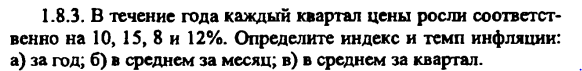 1.8.3. В течение года каждый квартал цены росли соответст-
венно на 10, 15, 8 и 12%. Определите индекс и темп инфляции:
а) за год; б) в среднем за месяц; в) в среднем за квартал.